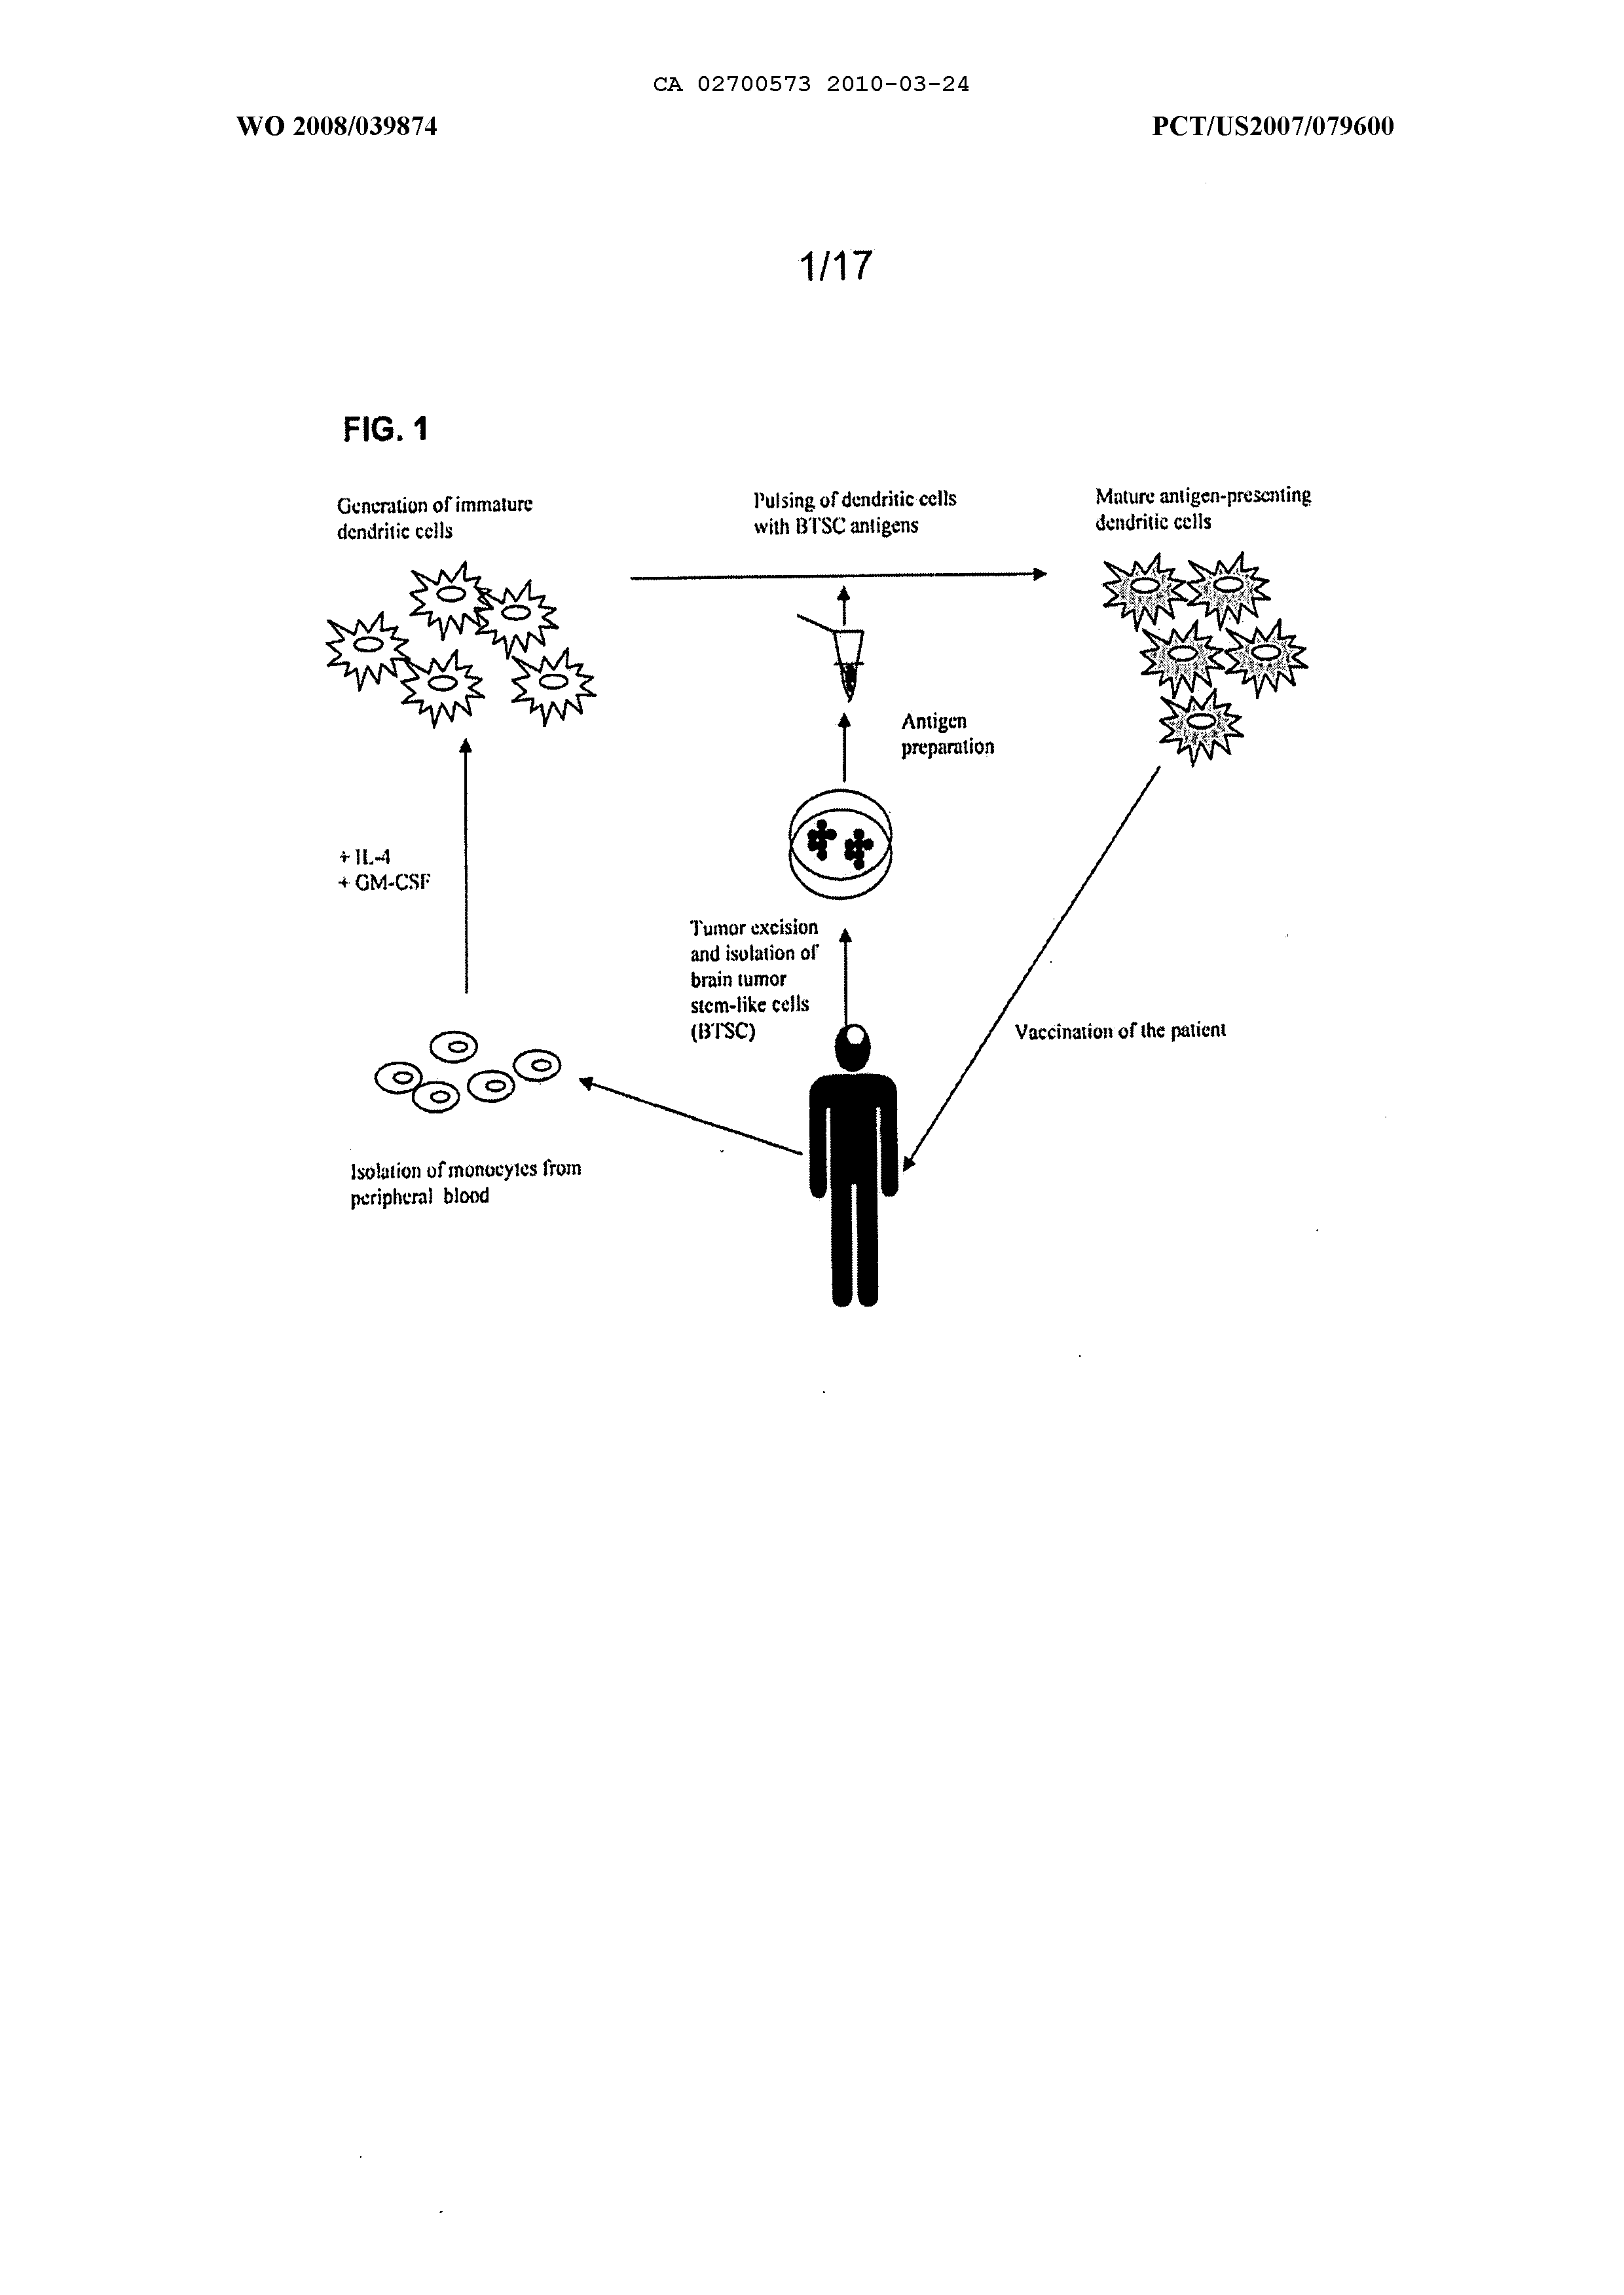 CA 02700573 2010-03-24
WO 2008/039874
PCT/US2007/079600
1/17
FIG. 1
Generation of immature
dendritic cells
Pulsing of dendritic cells
with BTSC antigens
Mature antigen-presenting
dendritic cells
Antigen
preparation
+ IL-4
+ GM-CSF
Tumor excision
and isolation of
brain tumor
stem-like cells
(BTSC)
Vaccination of the patient
Isolation of monocytes from
peripheral blood